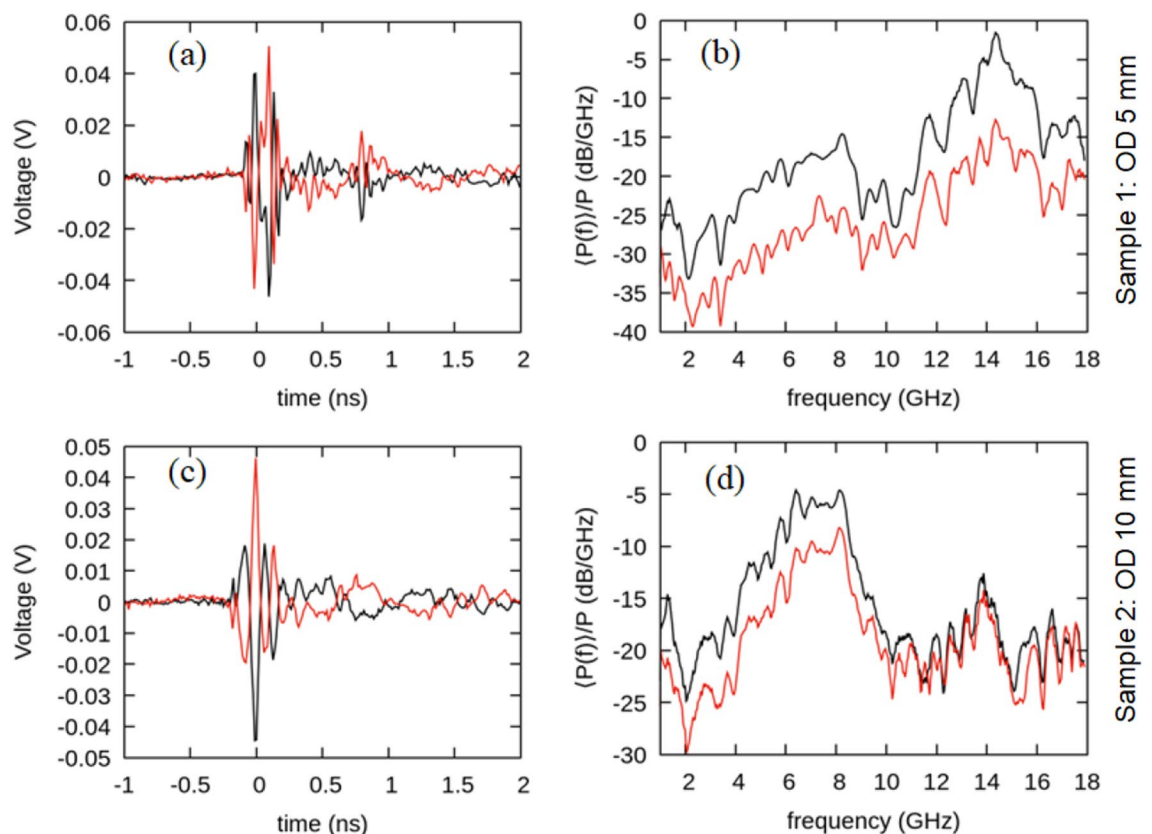 0.06
0.04
0.02
0
-0.02
-0.04
-0.06
Voltage (V)
(a)
-1 -0.5 0 0.5 1 1.5 2
time (ns)
0
-5
-10
-15
-20
-25
-30
-35
-40
⟨P(f)⟩/P (dB/GHz)
(b)
2 4 6 8 10 12 14 16 18
frequency (GHz)
Sample 1: OD 5 mm
0.05
0.04
0.03
0.02
0.01
0
-0.01
-0.02
-0.03
-0.04
-0.05
Voltage (V)
(c)
-1 -0.5 0 0.5 1 1.5 2
time (ns)
0
-5
-10
-15
-20
-25
-30
⟨P(f)⟩/P (dB/GHz)
(d)
2 4 6 8 10 12 14 16 18
frequency (GHz)
Sample 2: OD 10 mm